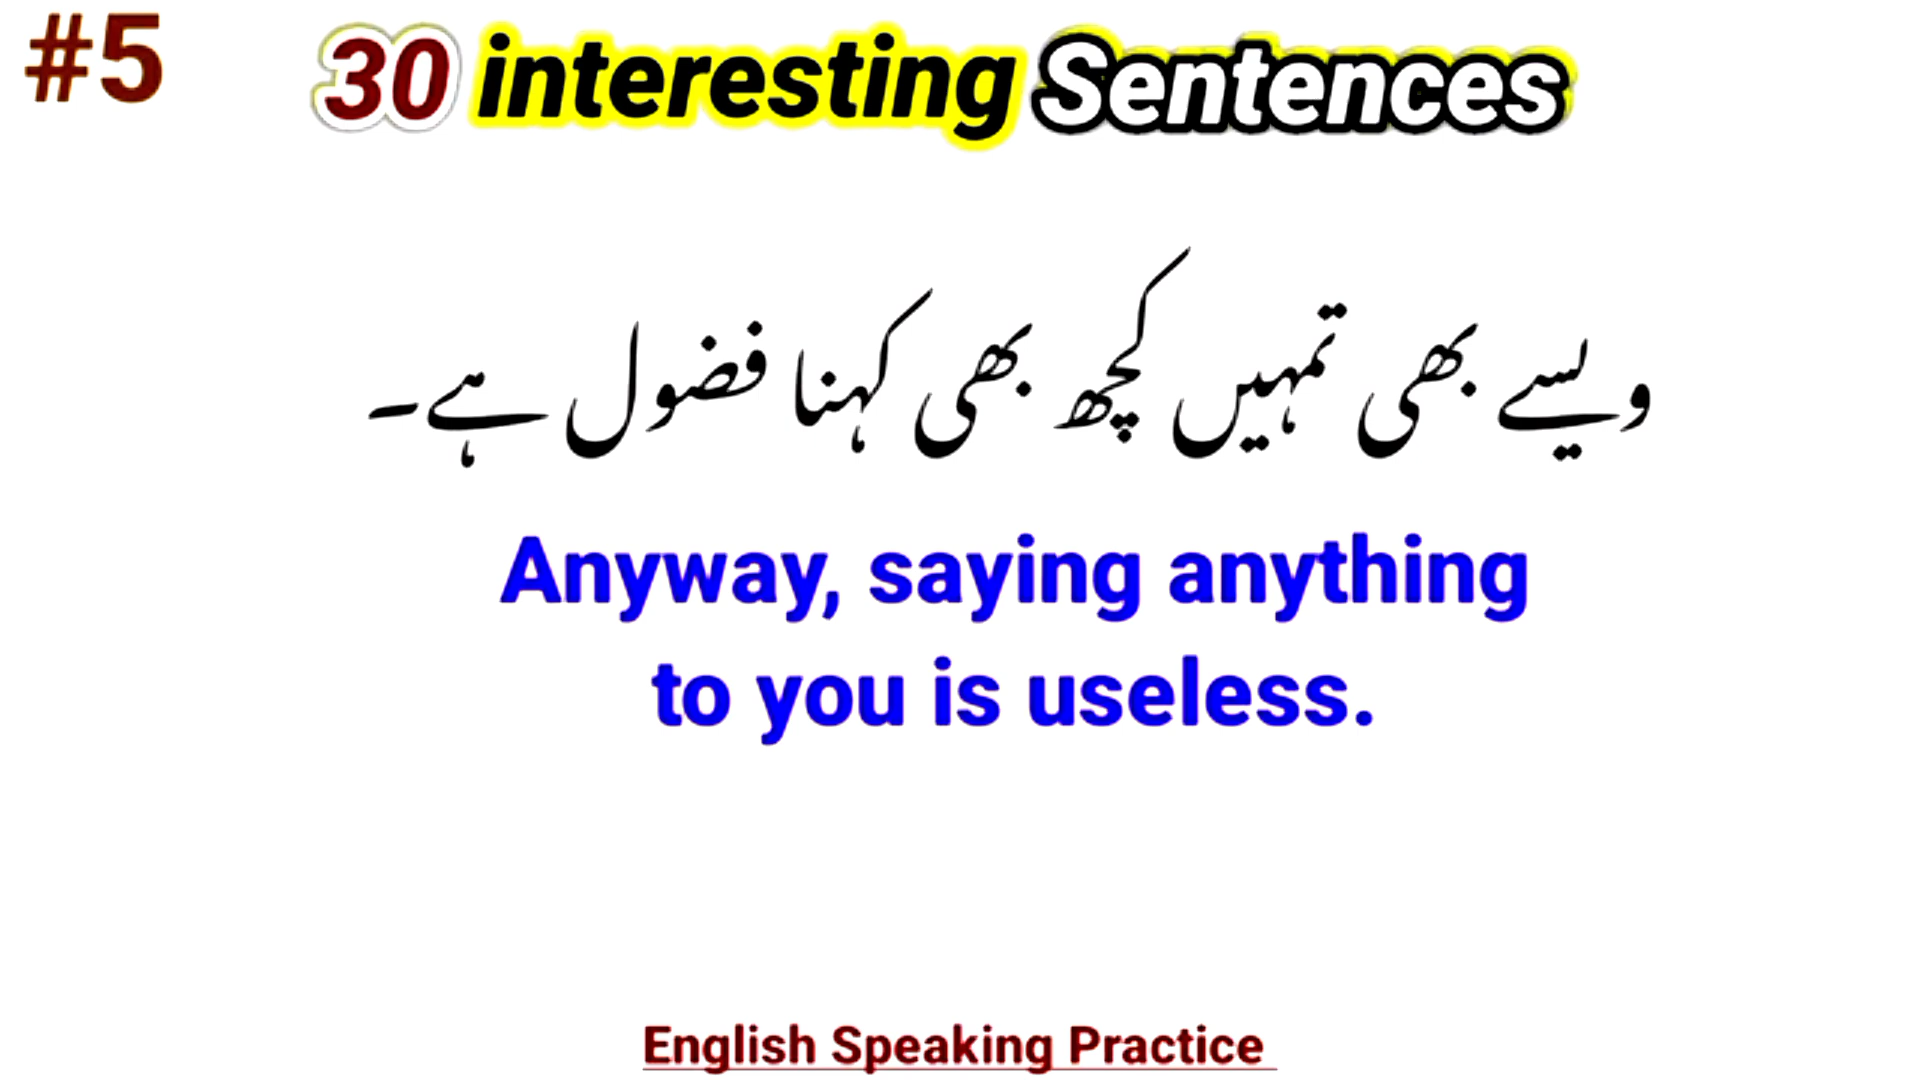 #5
30 interesting Sentences
ویسے بھی تمہیں کچھ بھی کہنا فضول ہے۔
Anyway, saying anything
to you is useless.
English Speaking Practice